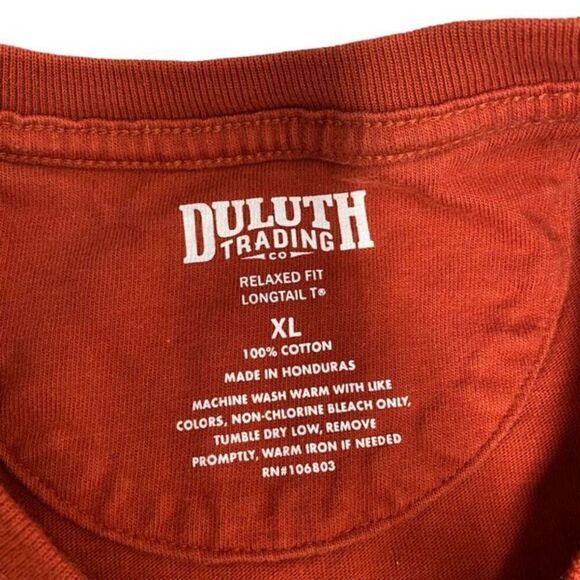 DULUTH
TRADING
CO
RELAXED FIT
LONGTAIL T®
XL
100% COTTON
MADE IN HONDURAS
MACHINE WASH WARM WITH LIKE
COLORS, NON-CHLORINE BLEACH ONLY,
TUMBLE DRY LOW, REMOVE
PROMPTLY, WARM IRON IF NEEDED
RN#106803